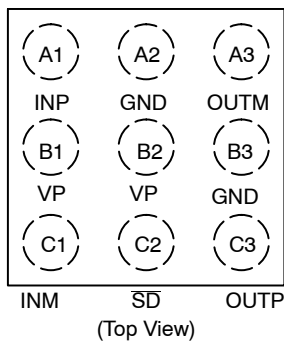 A1 A2 A3
INP GND OUTM
B1 B2 B3
VP VP GND
C1 C2 C3
INM S̅D̅ OUTP
(Top View)